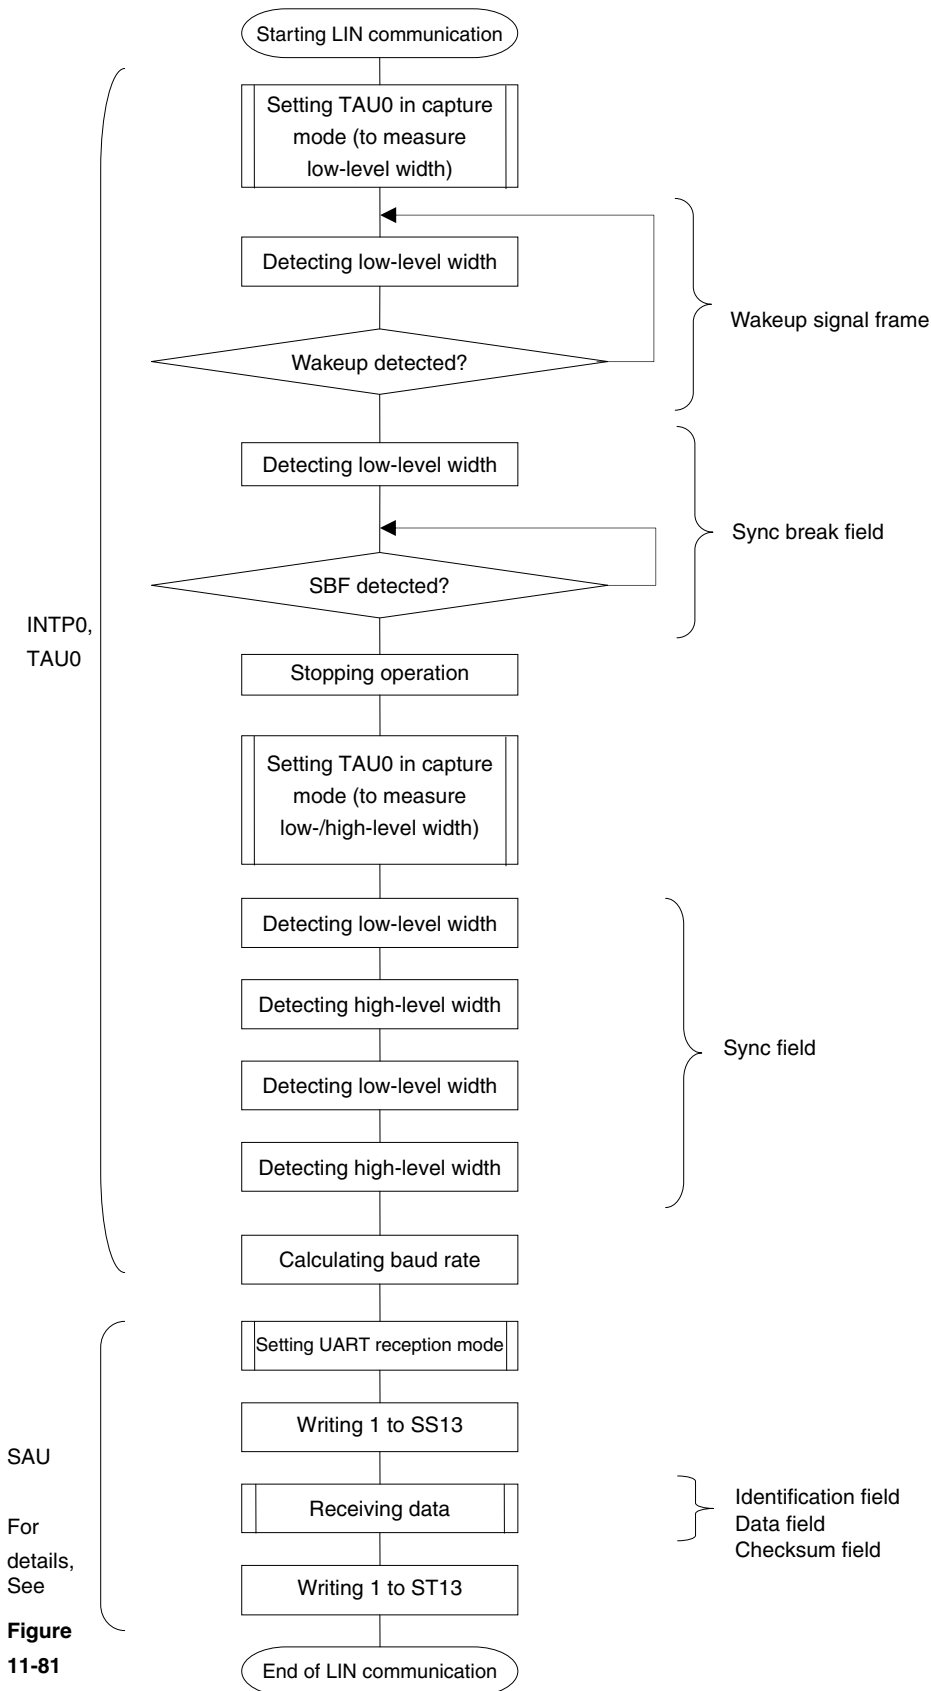 Starting LIN communication
Setting TAU0 in capture
mode (to measure
low-level width)
Detecting low-level width
Wakeup signal frame
Wakeup detected?
Detecting low-level width
Sync break field
SBF detected?
INTP0,
TAU0
Stopping operation
Setting TAU0 in capture
mode (to measure
low-/high-level width)
Detecting low-level width
Detecting high-level width
Sync field
Detecting low-level width
Detecting high-level width
Calculating baud rate
Setting UART reception mode
Writing 1 to SS13
SAU
Receiving data
Identification field
Data field
Checksum field
For
details,
See
Figure
11-81
Writing 1 to ST13
End of LIN communication